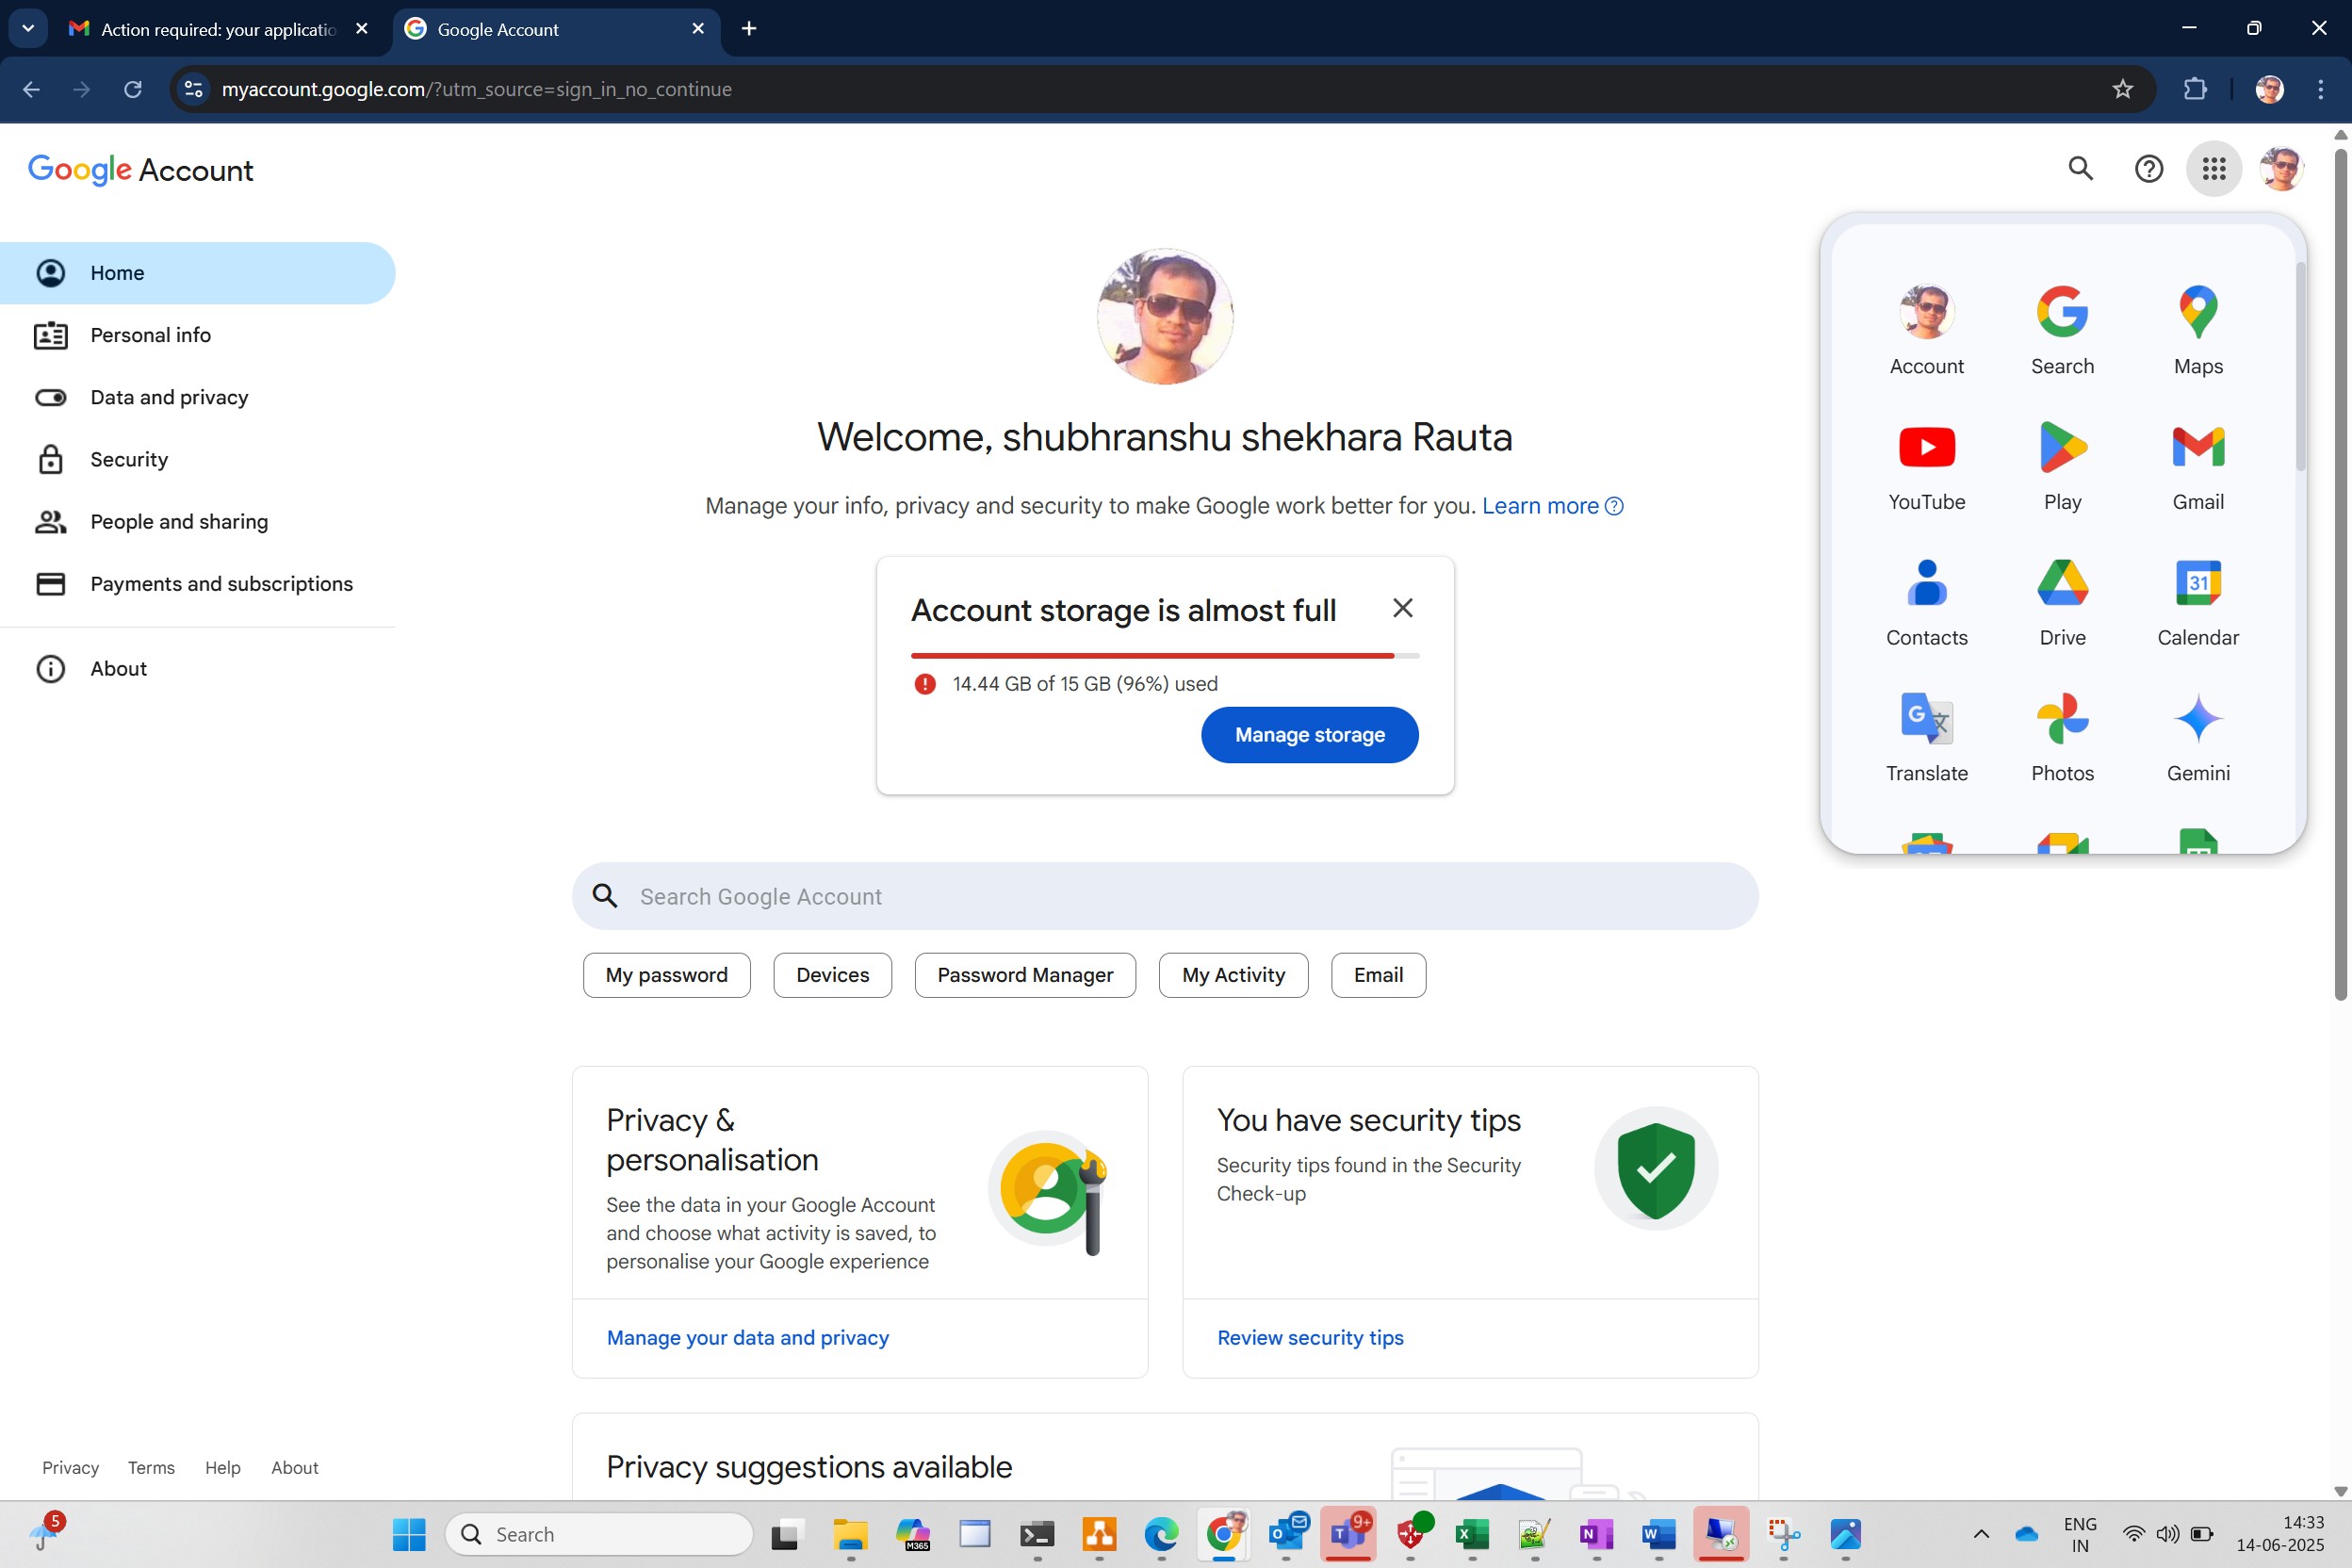 Action required: your applicatio
Google Account
myaccount.google.com/?utm_source=sign_in_no_continue
Google Account
Home
Personal info
Data and privacy
Security
People and sharing
Payments and subscriptions
About
Welcome, shubhranshu shekhara Rauta
Manage your info, privacy and security to make Google work better for you. Learn more
Account storage is almost full
14.44 GB of 15 GB (96%) used
Manage storage
Account Search Maps
YouTube Play Gmail
Contacts Drive 31 Calendar
Translate Photos Gemini
Search Google Account
My password Devices Password Manager My Activity Email
Privacy &
personalisation
See the data in your Google Account
and choose what activity is saved, to
personalise your Google experience
Manage your data and privacy
You have security tips
Security tips found in the Security
Check-up
Review security tips
Privacy suggestions available
Privacy Terms Help About
5
Search
M365
9+
ENG
IN
14:33
14-06-2025